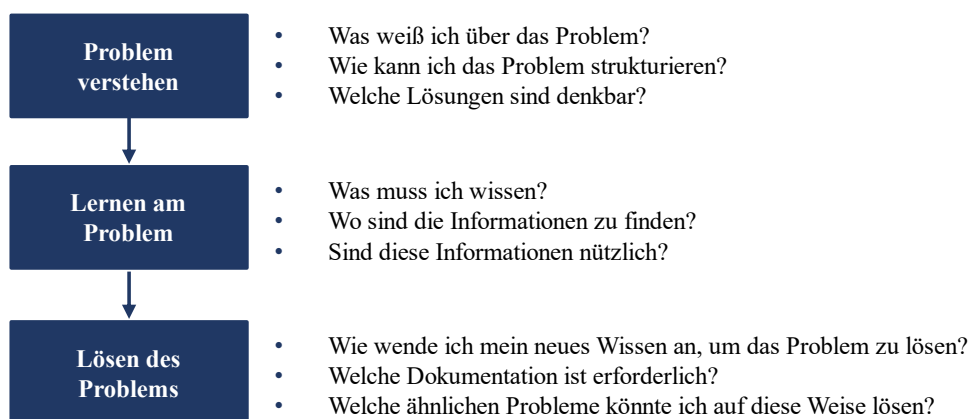 Problem
verstehen
• Was weiß ich über das Problem?
• Wie kann ich das Problem strukturieren?
• Welche Lösungen sind denkbar?
Lernen am
Problem
• Was muss ich wissen?
• Wo sind die Informationen zu finden?
• Sind diese Informationen nützlich?
Lösen des
Problems
• Wie wende ich mein neues Wissen an, um das Problem zu lösen?
• Welche Dokumentation ist erforderlich?
• Welche ähnlichen Probleme könnte ich auf diese Weise lösen?